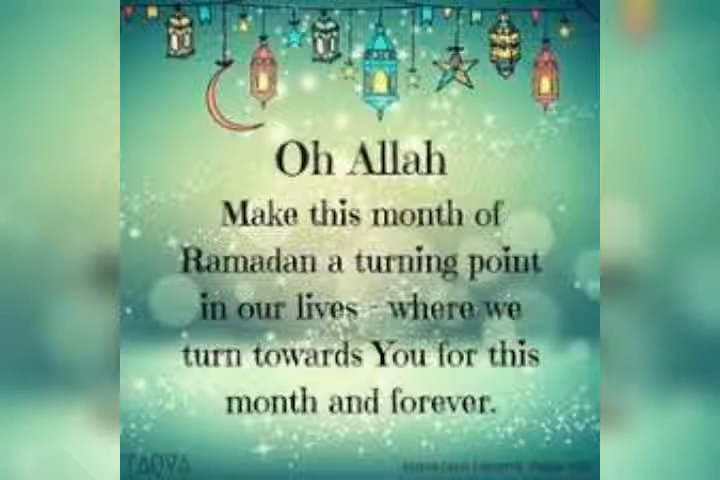 Oh Allah
Make this month of
Ramadan a turning point
in our lives - where we
turn towards You for this
month and forever.